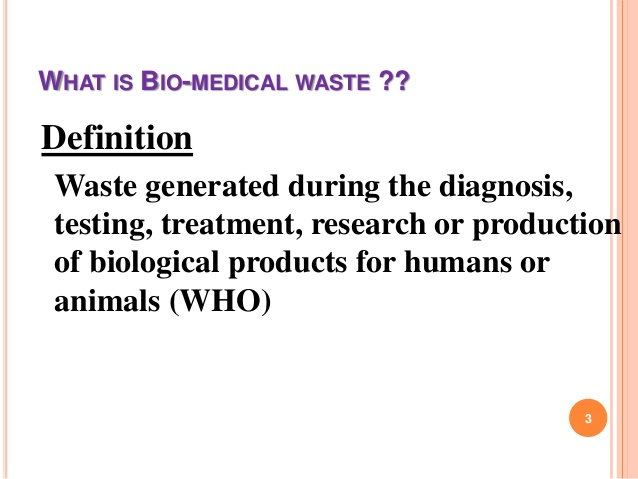 WHAT IS BIO-MEDICAL WASTE ??
Definition
Waste generated during the diagnosis,
testing, treatment, research or production
of biological products for humans or
animals (WHO)
3